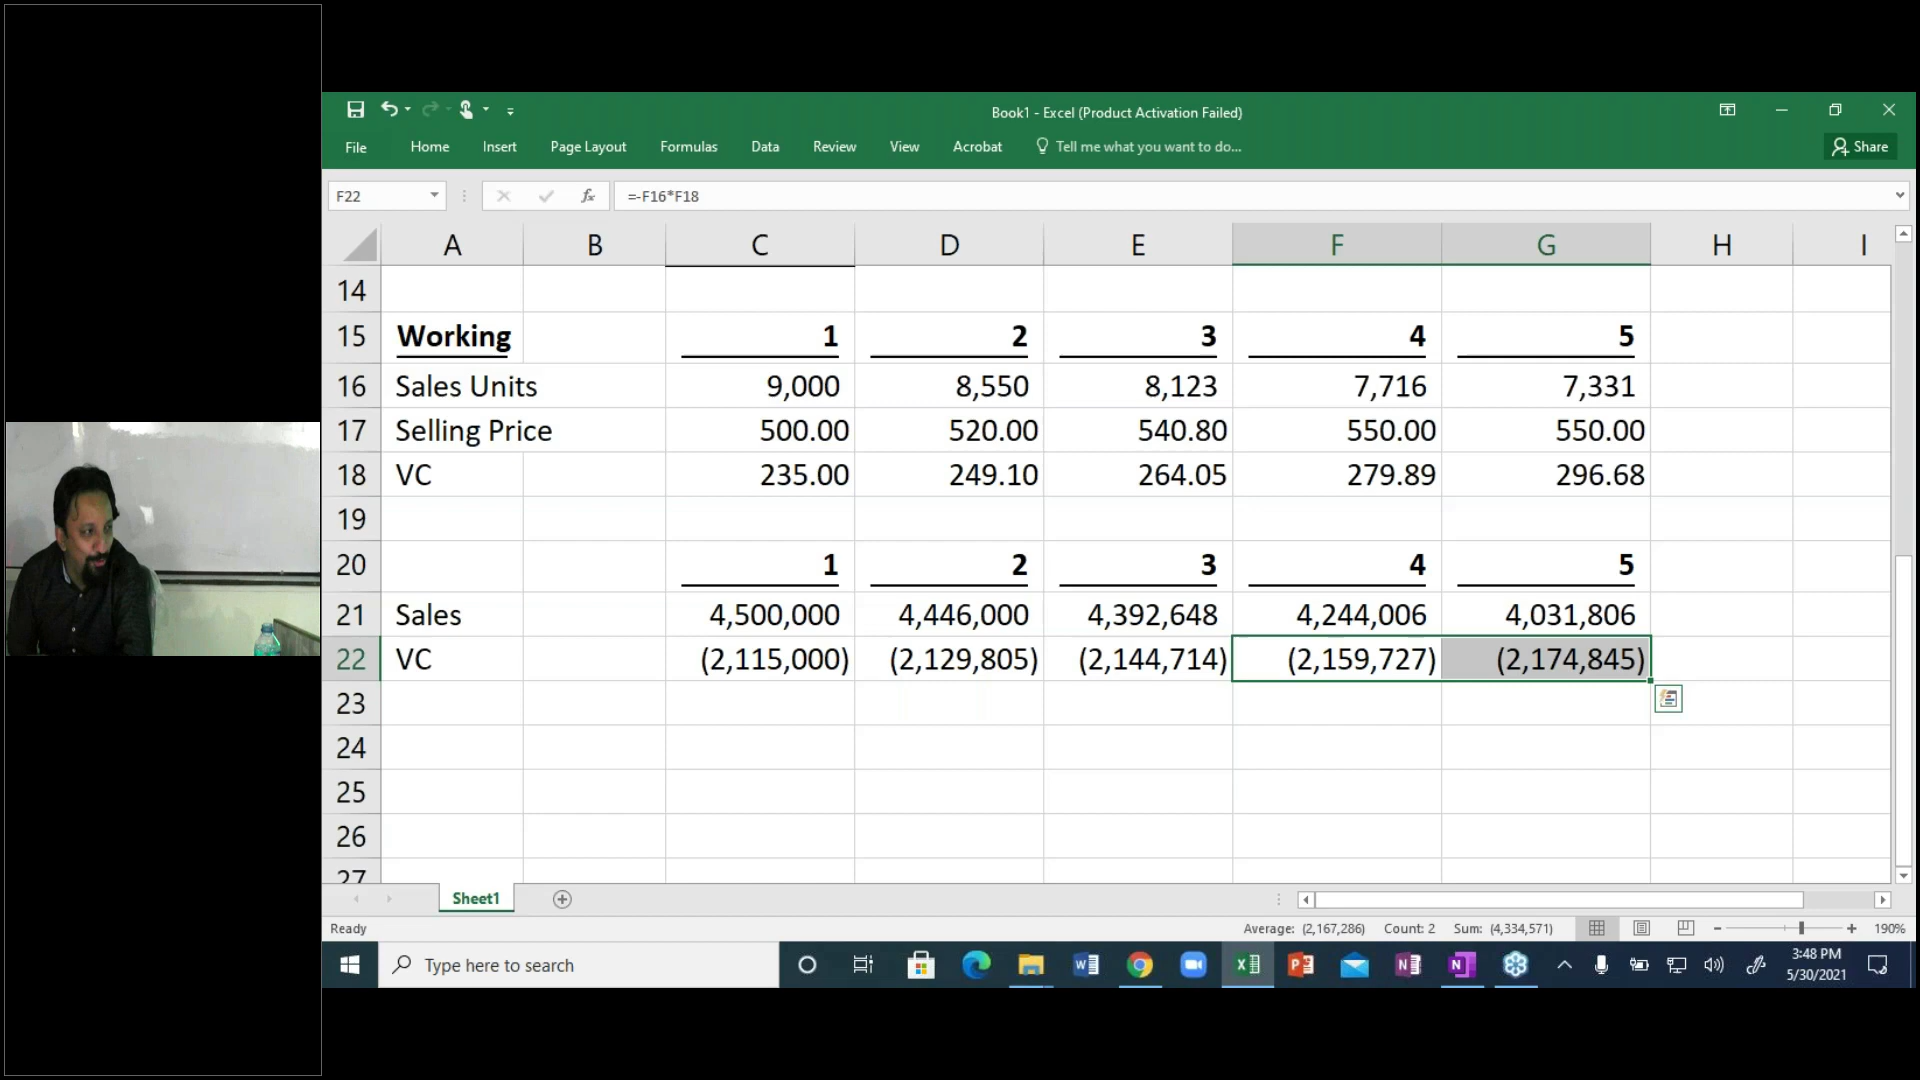 Book1 - Excel (Product Activation Failed)
File Home Insert Page Layout Formulas Data Review View Acrobat Tell me what you want to do... Share
F22 fx =-F16*F18
A B C D E F G H I
14
15 Working 1 2 3 4 5
16 Sales Units 9,000 8,550 8,123 7,716 7,331
17 Selling Price 500.00 520.00 540.80 550.00 550.00
18 VC 235.00 249.10 264.05 279.89 296.68
19
20 1 2 3 4 5
21 Sales 4,500,000 4,446,000 4,392,648 4,244,006 4,031,806
22 VC (2,115,000) (2,129,805) (2,144,714) (2,159,727) (2,174,845)
23
24
25
26
27
Sheet1
Ready Average: (2,167,286) Count: 2 Sum: (4,334,571) 190%
Type here to search 3:48 PM
5/30/2021